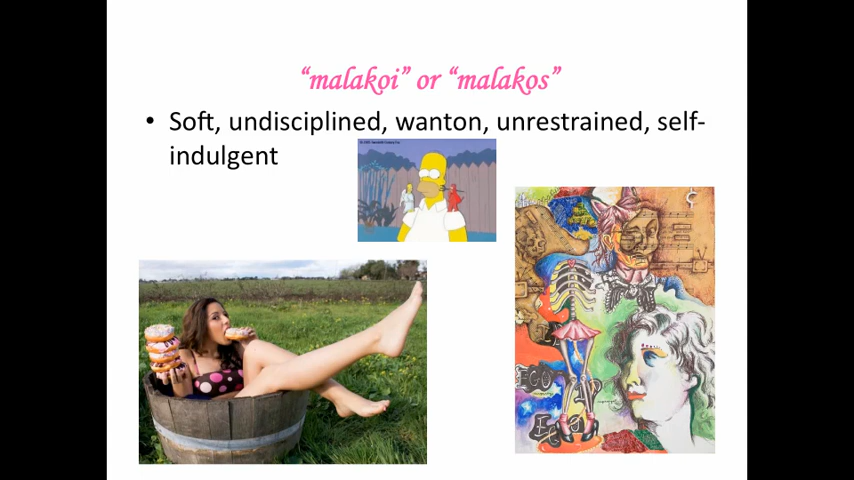 “malakoi” or “malakos”
• Soft, undisciplined, wanton, unrestrained, self-
indulgent